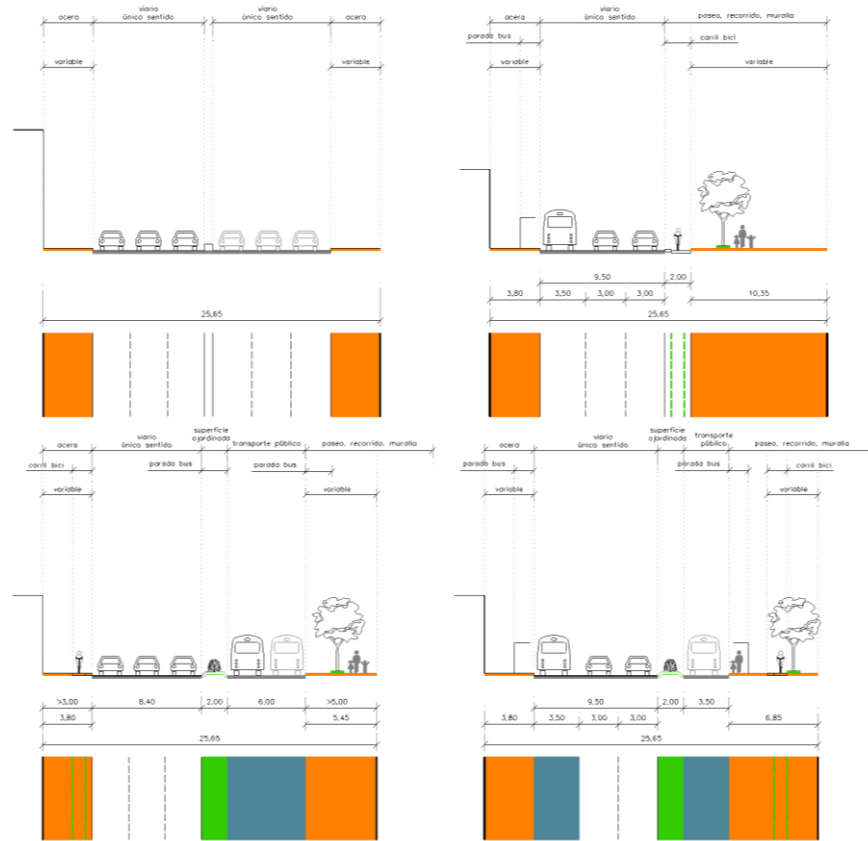 acera
viario
único sentido
viario
único sentido
acera
variable
variable
25,65
acera
viario
único sentido
paseo, recorrido, muralla
parada bus
carril bici
variable
variable
9,50
2,00
3,80
3,50
3,00
3,00
10,35
25,65
acera
viario
único sentido
superficie
ajardinada
transporte público
paseo, recorrido, muralla
carril bici
parada bus
parada bus
variable
variable
>3,00
8,40
2,00
6,00
>5,00
3,80
5,45
25,65
acera
viario
único sentido
superficie
ajardinada
transporte
público
paseo, recorrido, muralla
parada bus
parada bus
carril bici
variable
variable
9,50
2,00
3,50
3,80
3,50
3,00
3,00
6,85
25,65